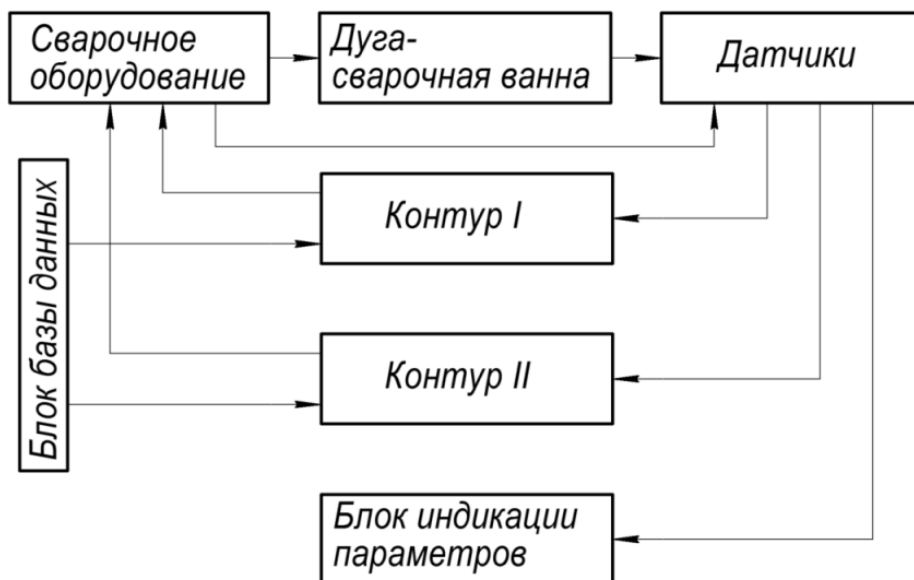 Сварочное
оборудование
Дуга-
сварочная ванна
Датчики
Блок базы данных
Контур I
Контур II
Блок индикации
параметров